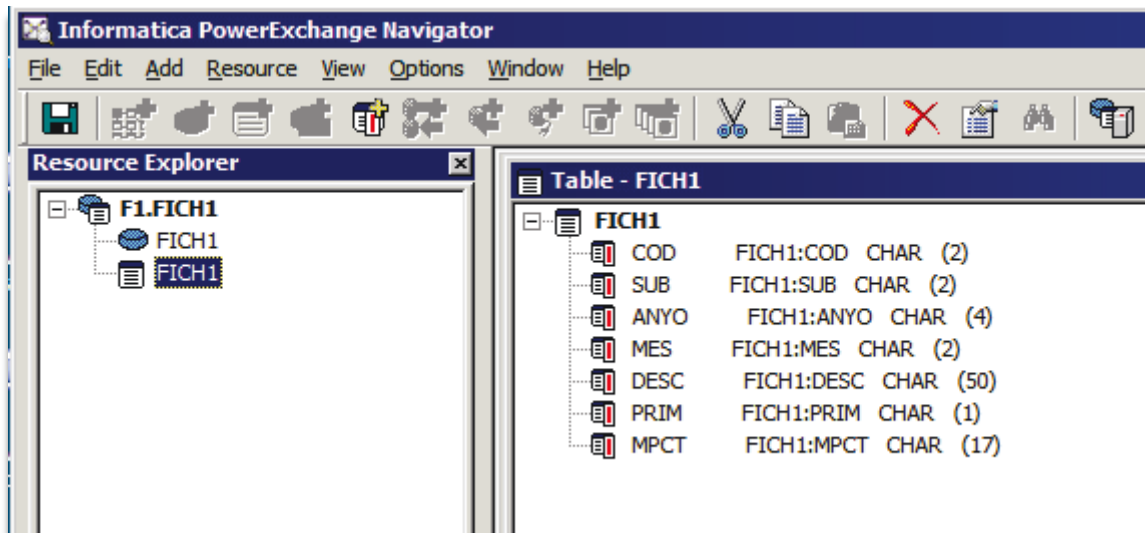 Informatica PowerExchange Navigator
File Edit Add Resource View Options Window Help
Resource Explorer
F1.FICH1
FICH1
FICH1
Table - FICH1
FICH1
COD FICH1:COD CHAR (2)
SUB FICH1:SUB CHAR (2)
ANYO FICH1:ANYO CHAR (4)
MES FICH1:MES CHAR (2)
DESC FICH1:DESC CHAR (50)
PRIM FICH1:PRIM CHAR (1)
MPCT FICH1:MPCT CHAR (17)